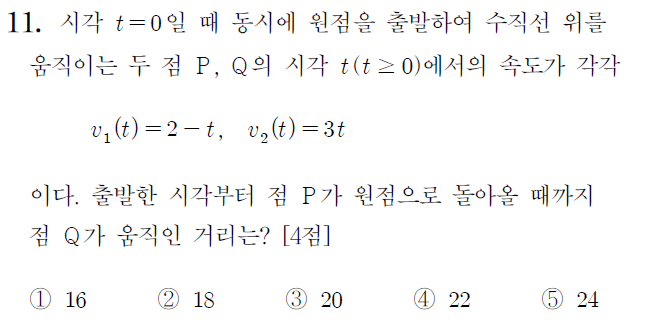 11. 시각 t=0일 때 동시에 원점을 출발하여 수직선 위를
움직이는 두 점 P, Q의 시각 t(t≥0)에서의 속도가 각각
v₁(t)=2-t, v₂(t)=3t
이다. 출발한 시각부터 점 P가 원점으로 돌아올 때까지
점 Q가 움직인 거리는? [4점]
① 16 ② 18 ③ 20 ④ 22 ⑤ 24